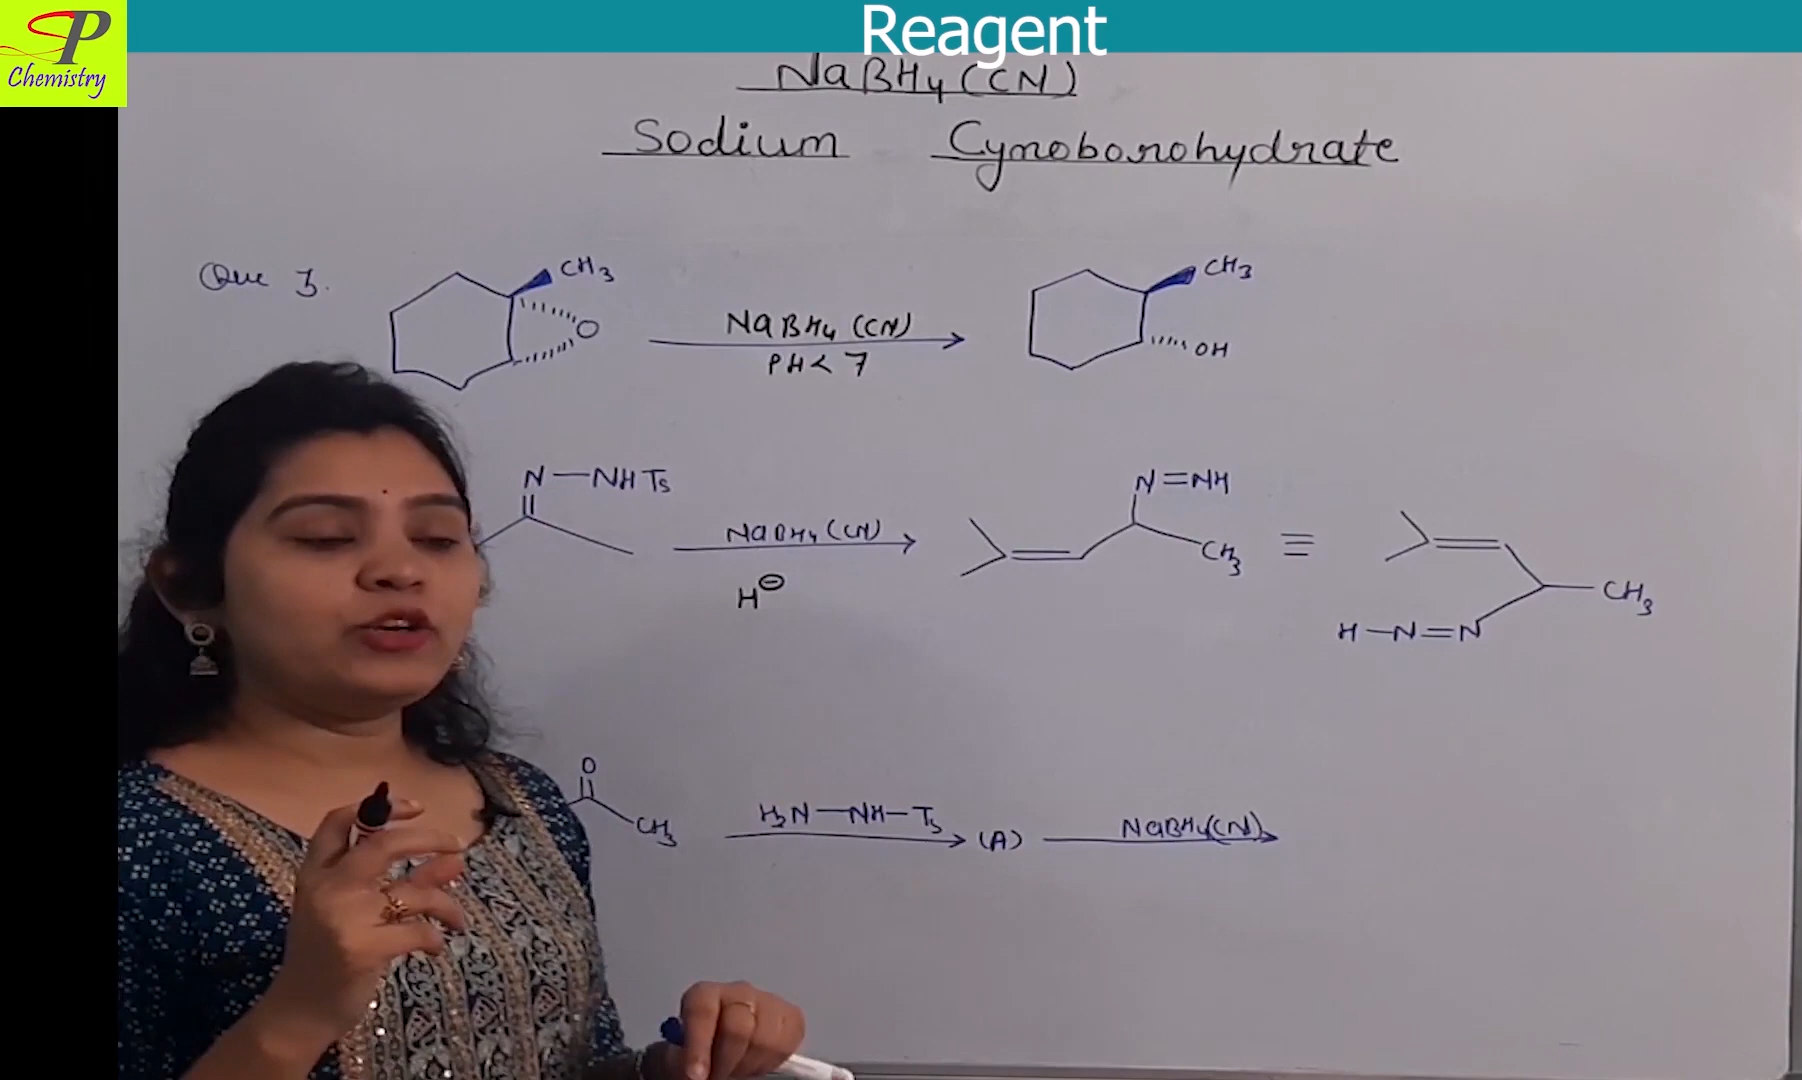 Reagent
SP
Chemistry
NaBH4(CN)
Sodium Cynoborohydrate
Que 3.
CH3
O
NaBH4 (CN)
PH < 7
CH3
OH
N—NHTs
NaBH4 (CN)
H⊖
N=NH
CH3
≡
CH3
H—N=N
O
CH3
H2N—NH—Ts
(A)
NaBH4(CN)